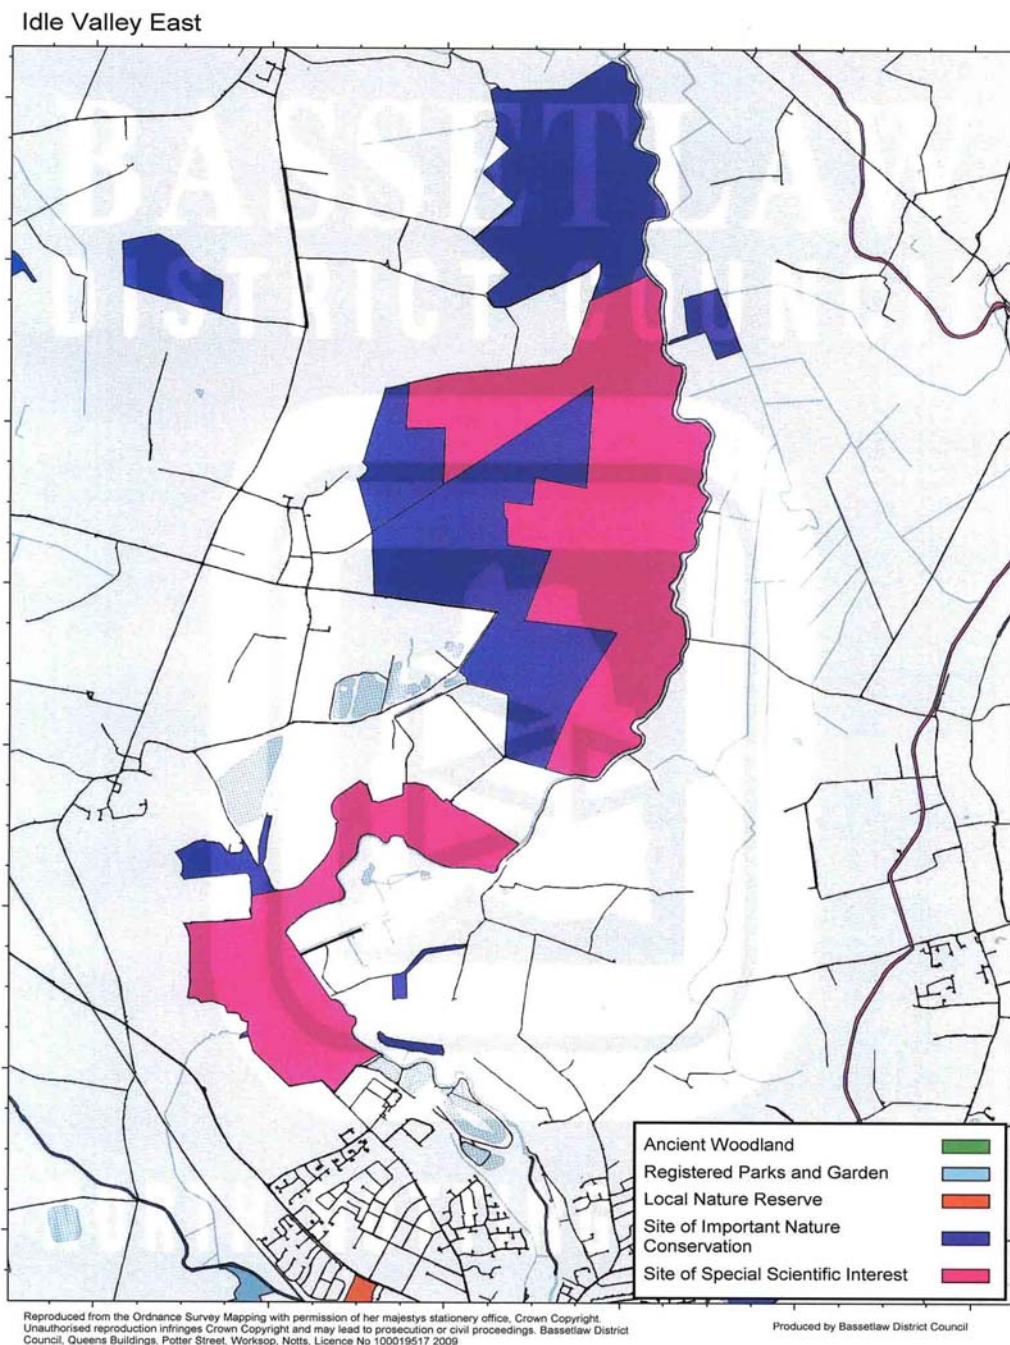 Idle Valley East
BASSETLAW
DISTRICT COUNCIL
Ancient Woodland
Registered Parks and Garden
Local Nature Reserve
Site of Important Nature
Conservation
Site of Special Scientific Interest
Reproduced from the Ordnance Survey Mapping with permission of her majestys stationery office, Crown Copyright.
Unauthorised reproduction infringes Crown Copyright and may lead to prosecution or civil proceedings. Bassetlaw District
Council, Queens Buildings, Potter Street, Worksop, Notts. Licence No 100019517 2009
Produced by Bassetlaw District Council